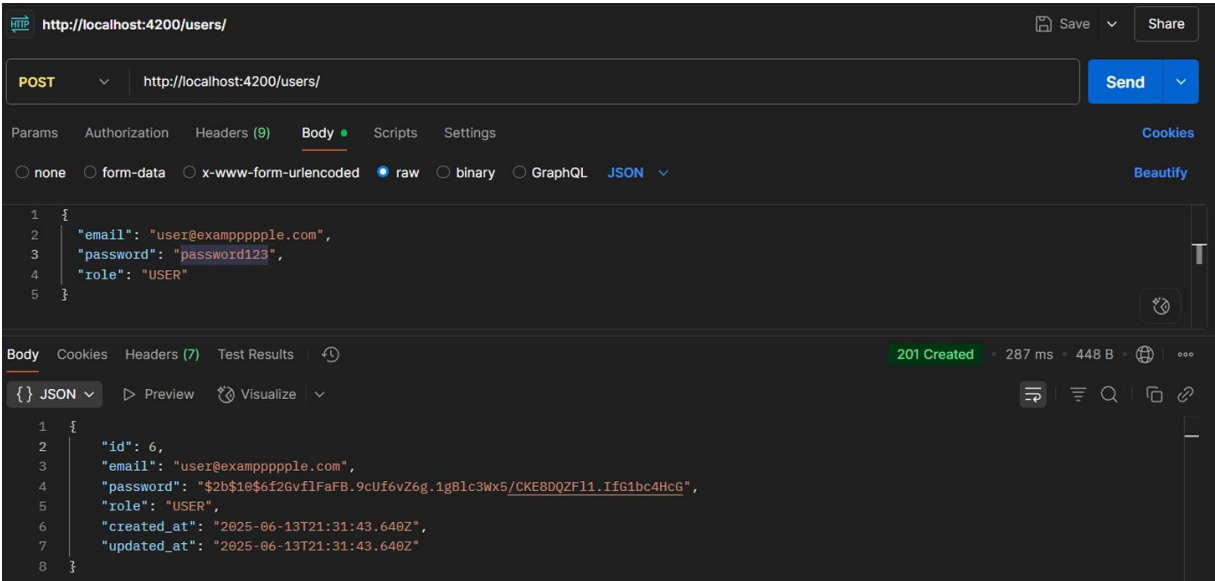 HTTP http://localhost:4200/users/ Save Share
POST http://localhost:4200/users/ Send
Params Authorization Headers (9) Body Scripts Settings Cookies
none form-data x-www-form-urlencoded raw binary GraphQL JSON Beautify
1 {
2 "email": "user@exampppple.com",
3 "password": "password123",
4 "role": "USER"
5 }
T
Body Cookies Headers (7) Test Results 201 Created 287 ms 448 B
{} JSON Preview Visualize
1 {
2 "id": 6,
3 "email": "user@exampppple.com",
4 "password": "$2b$10$6f2GvflFaFB.9cUf6vZ6g.1gBlc3Wx5/CKE8DQZFl1.IfG1bc4HcG",
5 "role": "USER",
6 "created_at": "2025-06-13T21:31:43.640Z",
7 "updated_at": "2025-06-13T21:31:43.640Z"
8 }